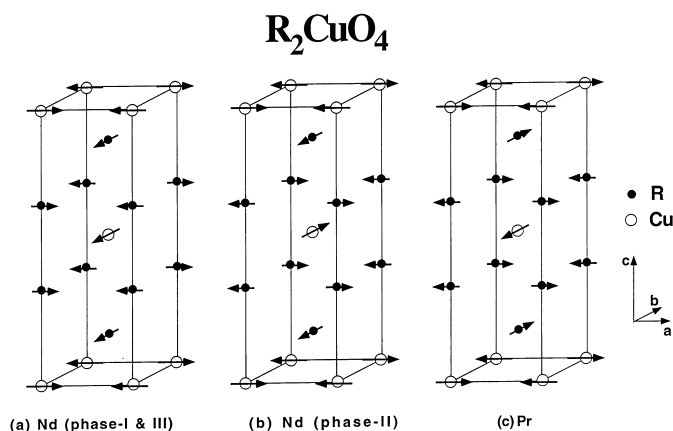 R₂CuO₄
R
Cu
c
b
a
(a) Nd (phase-I & III)
(b) Nd (phase-II)
(c) Pr